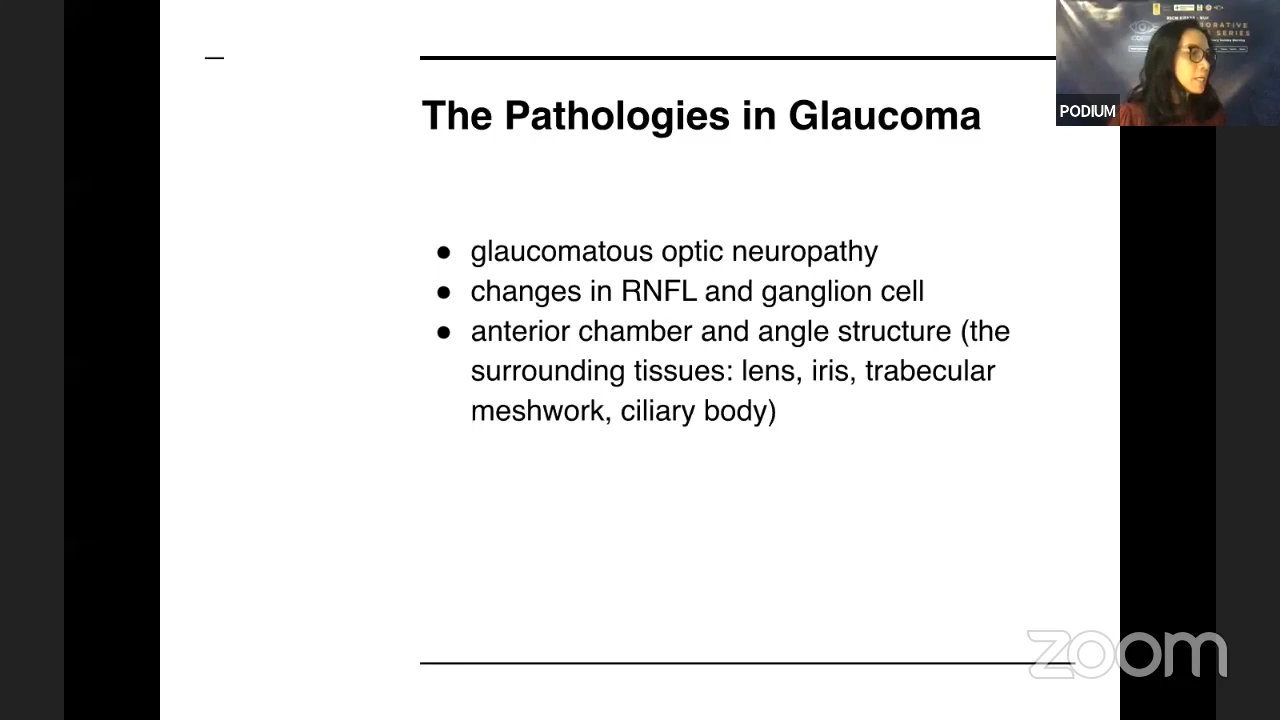 The Pathologies in Glaucoma
● glaucomatous optic neuropathy
● changes in RNFL and ganglion cell
● anterior chamber and angle structure (the
surrounding tissues: lens, iris, trabecular
meshwork, ciliary body)
PODIUM
zoom